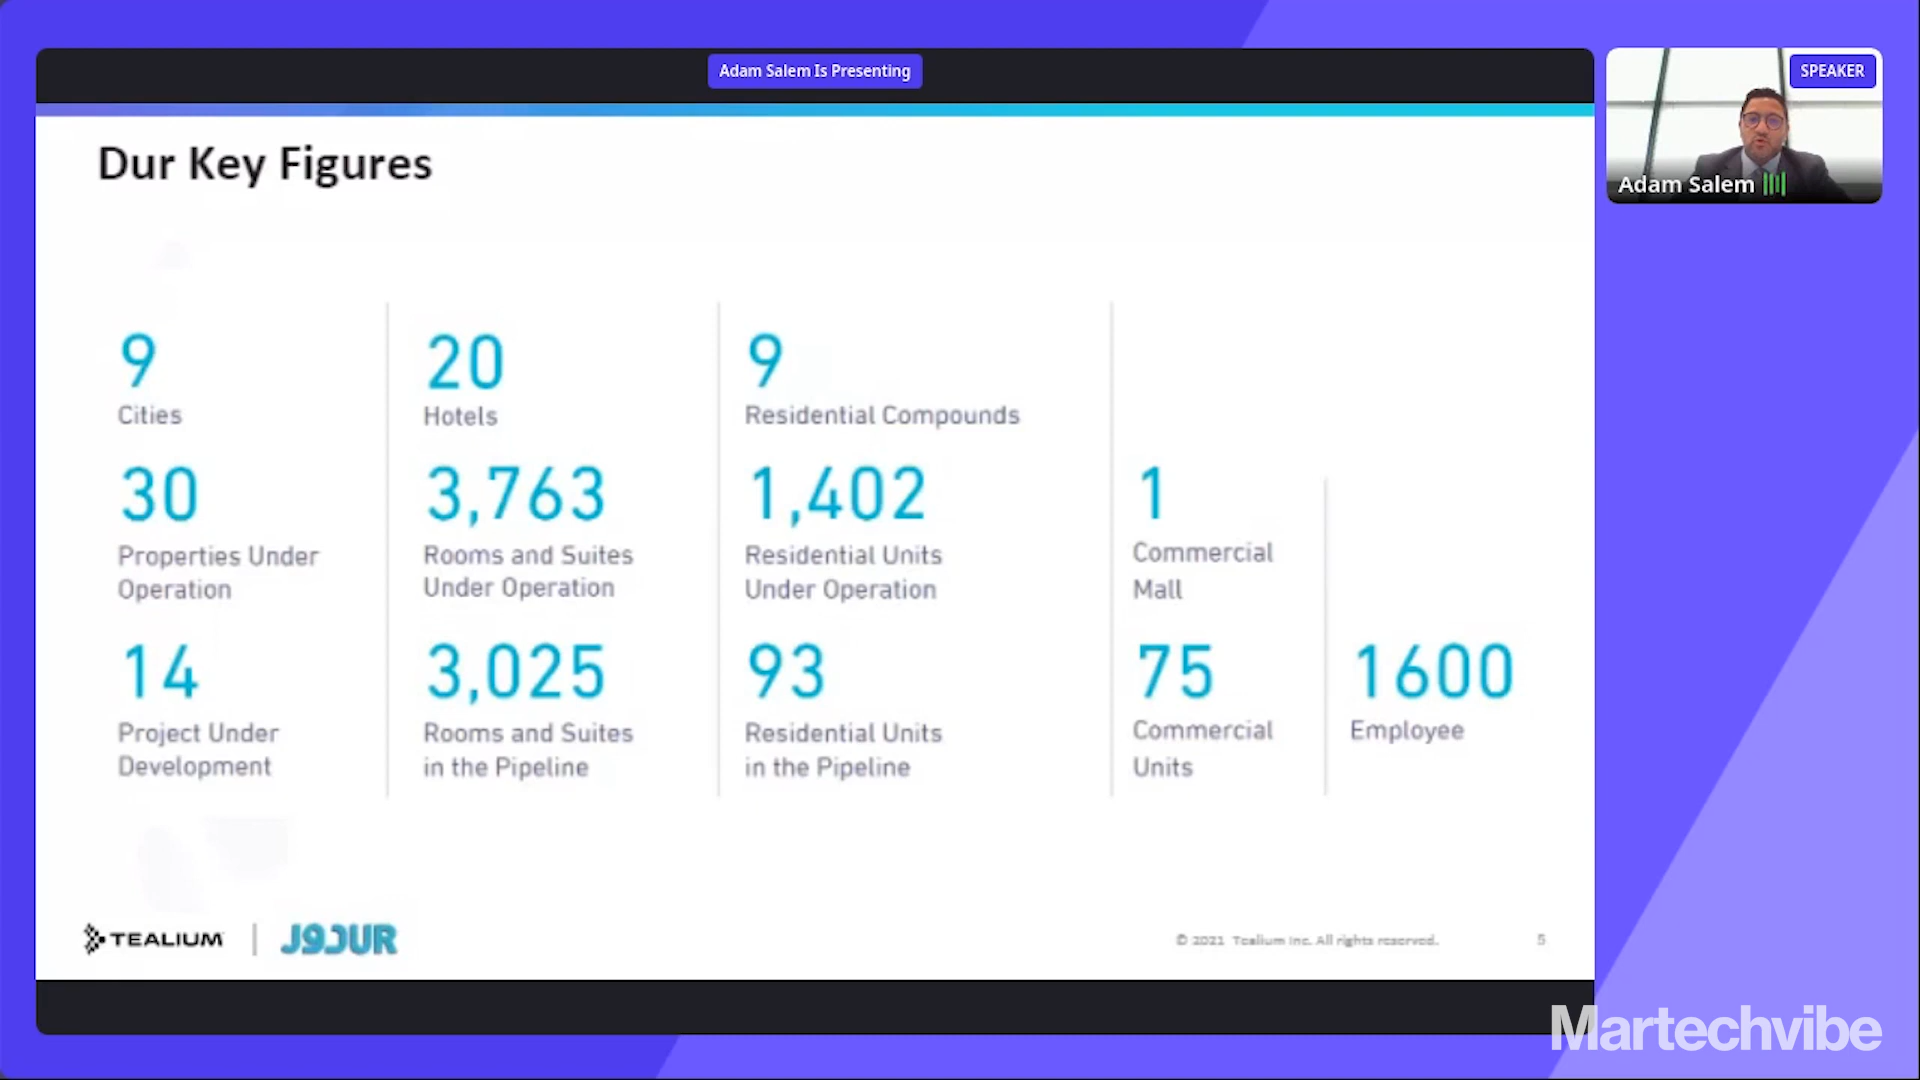 Adam Salem Is Presenting
SPEAKER
Adam Salem
Dur Key Figures
9
Cities
30
Properties Under
Operation
14
Project Under
Development
20
Hotels
3,763
Rooms and Suites
Under Operation
3,025
Rooms and Suites
in the Pipeline
9
Residential Compounds
1,402
Residential Units
Under Operation
93
Residential Units
in the Pipeline
1
Commercial
Mall
75
Commercial
Units
1600
Employee
TEALIUM
دور DUR
© 2021 Tealium Inc. All rights reserved.
5
Martechvibe